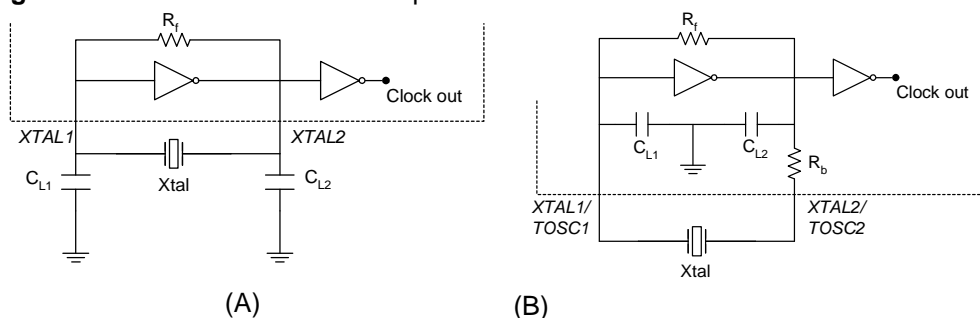 R_f
Clock out
XTAL1
XTAL2
C_L1
Xtal
C_L2
(A)
R_f
Clock out
C_L1
C_L2
R_b
XTAL1/
TOSC1
XTAL2/
TOSC2
Xtal
(B)